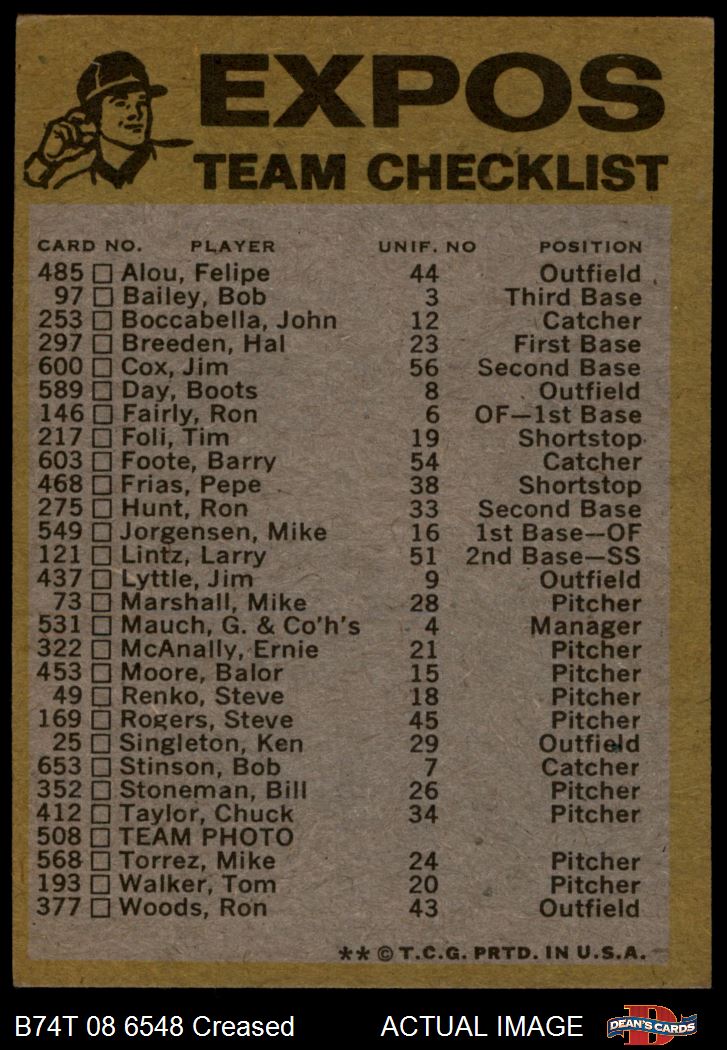 EXPOS
TEAM CHECKLIST
CARD NO. PLAYER UNIF. NO POSITION
485 Alou, Felipe 44 Outfield
97 Bailey, Bob 3 Third Base
253 Boccabella, John 12 Catcher
297 Breeden, Hal 23 First Base
600 Cox, Jim 56 Second Base
589 Day, Boots 8 Outfield
146 Fairly, Ron 6 OF—1st Base
217 Foli, Tim 19 Shortstop
603 Foote, Barry 54 Catcher
468 Frias, Pepe 38 Shortstop
275 Hunt, Ron 33 Second Base
549 Jorgensen, Mike 16 1st Base—OF
121 Lintz, Larry 51 2nd Base—SS
437 Lyttle, Jim 9 Outfield
73 Marshall, Mike 28 Pitcher
531 Mauch, G. & Co'h's 4 Manager
322 McAnally, Ernie 21 Pitcher
453 Moore, Balor 15 Pitcher
49 Renko, Steve 18 Pitcher
169 Rogers, Steve 45 Pitcher
25 Singleton, Ken 29 Outfield
653 Stinson, Bob 7 Catcher
352 Stoneman, Bill 26 Pitcher
412 Taylor, Chuck 34 Pitcher
508 TEAM PHOTO
568 Torrez, Mike 24 Pitcher
193 Walker, Tom 20 Pitcher
377 Woods, Ron 43 Outfield
** © T.C.G. PRTD. IN U.S.A.
B74T 08 6548 Creased ACTUAL IMAGE D DEAN'S CARDS